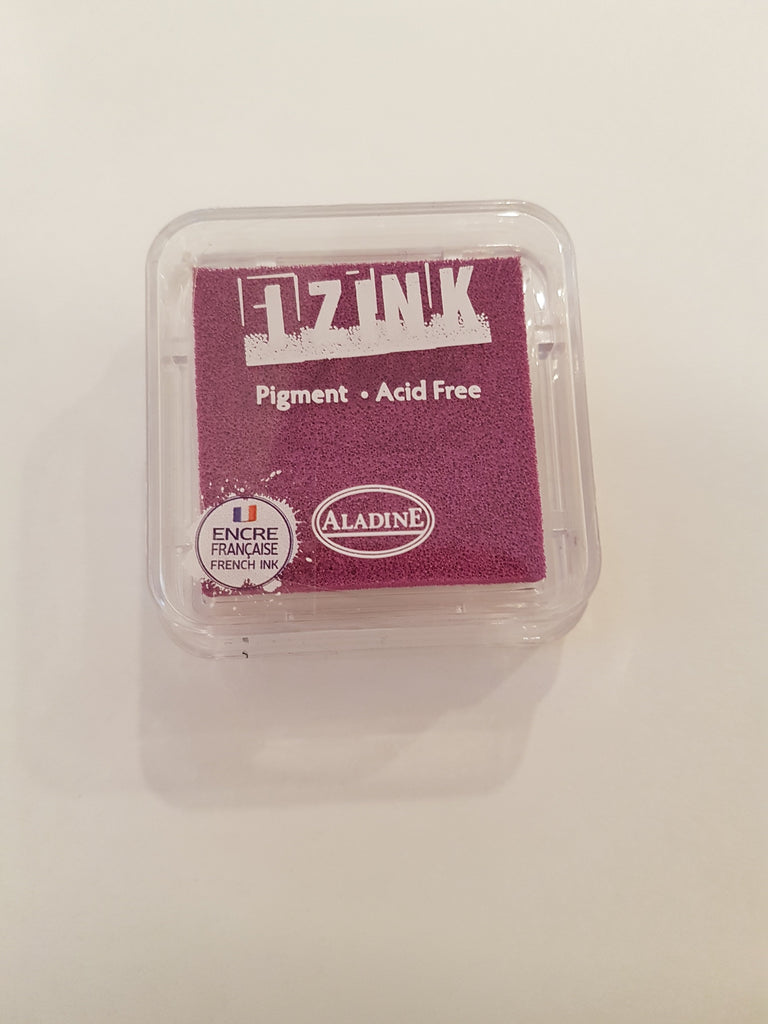 IZINK
Pigment • Acid Free
ALADINE
ENCRE
FRANÇAISE
FRENCH INK